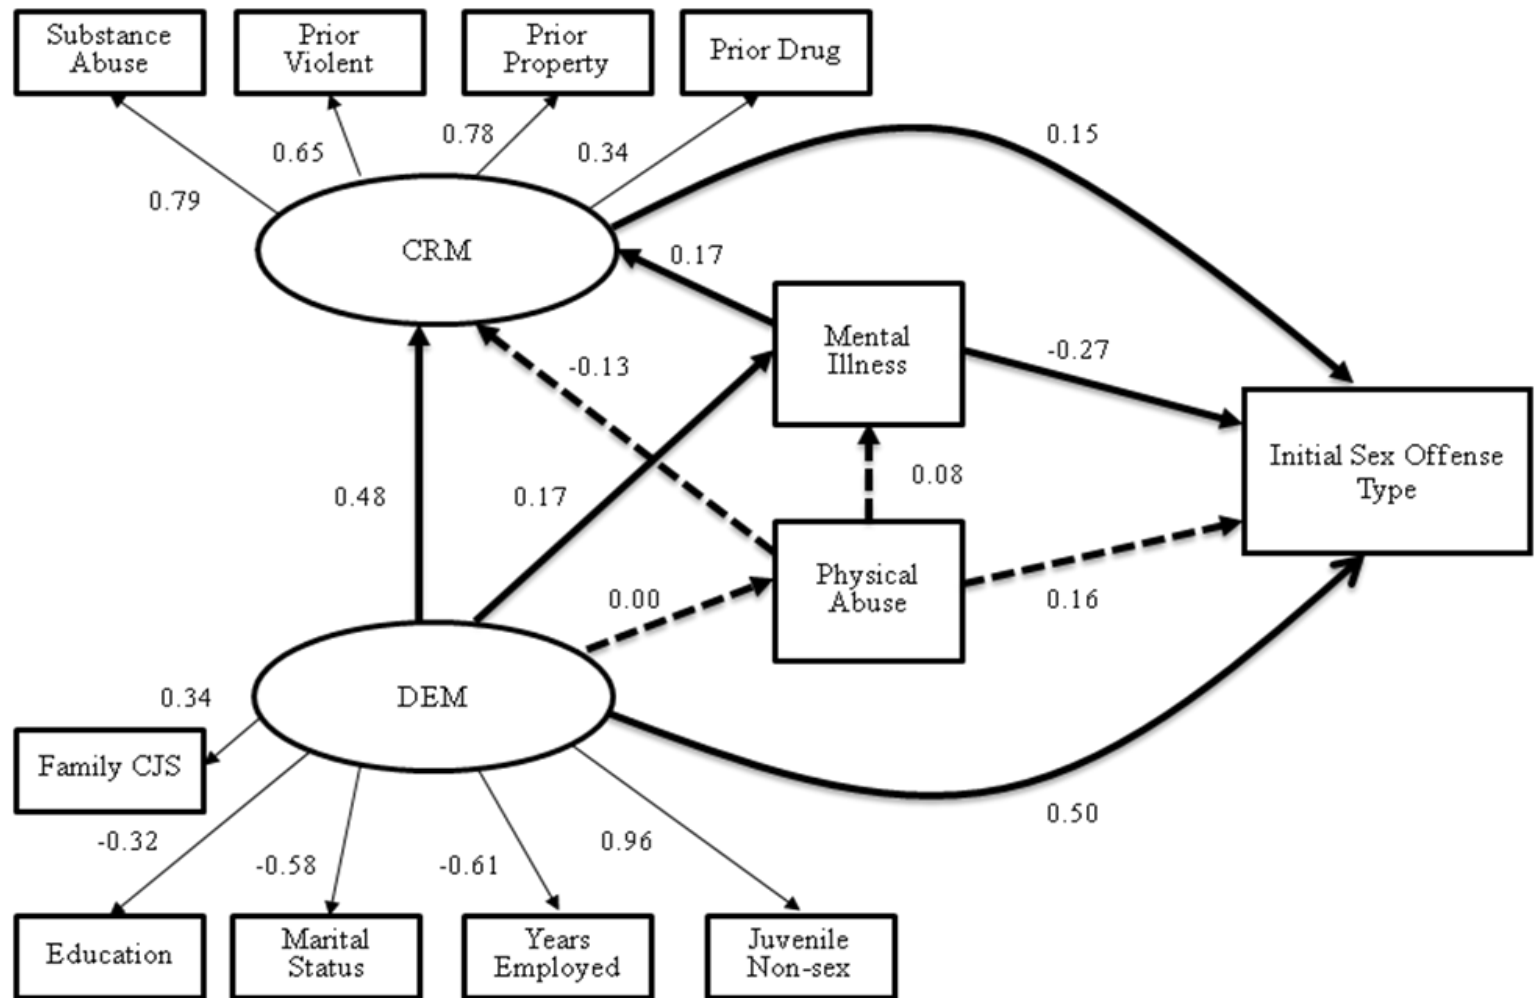 Substance
Abuse
Prior
Violent
Prior
Property
Prior Drug
0.79
0.65
0.78
0.34
0.15
CRM
0.17
Mental
Illness
-0.27
-0.13
Initial Sex Offense
Type
0.48
0.17
0.08
Physical
Abuse
0.00
0.16
DEM
0.34
Family CJS
0.50
-0.32
-0.58
-0.61
0.96
Education
Marital
Status
Years
Employed
Juvenile
Non-sex